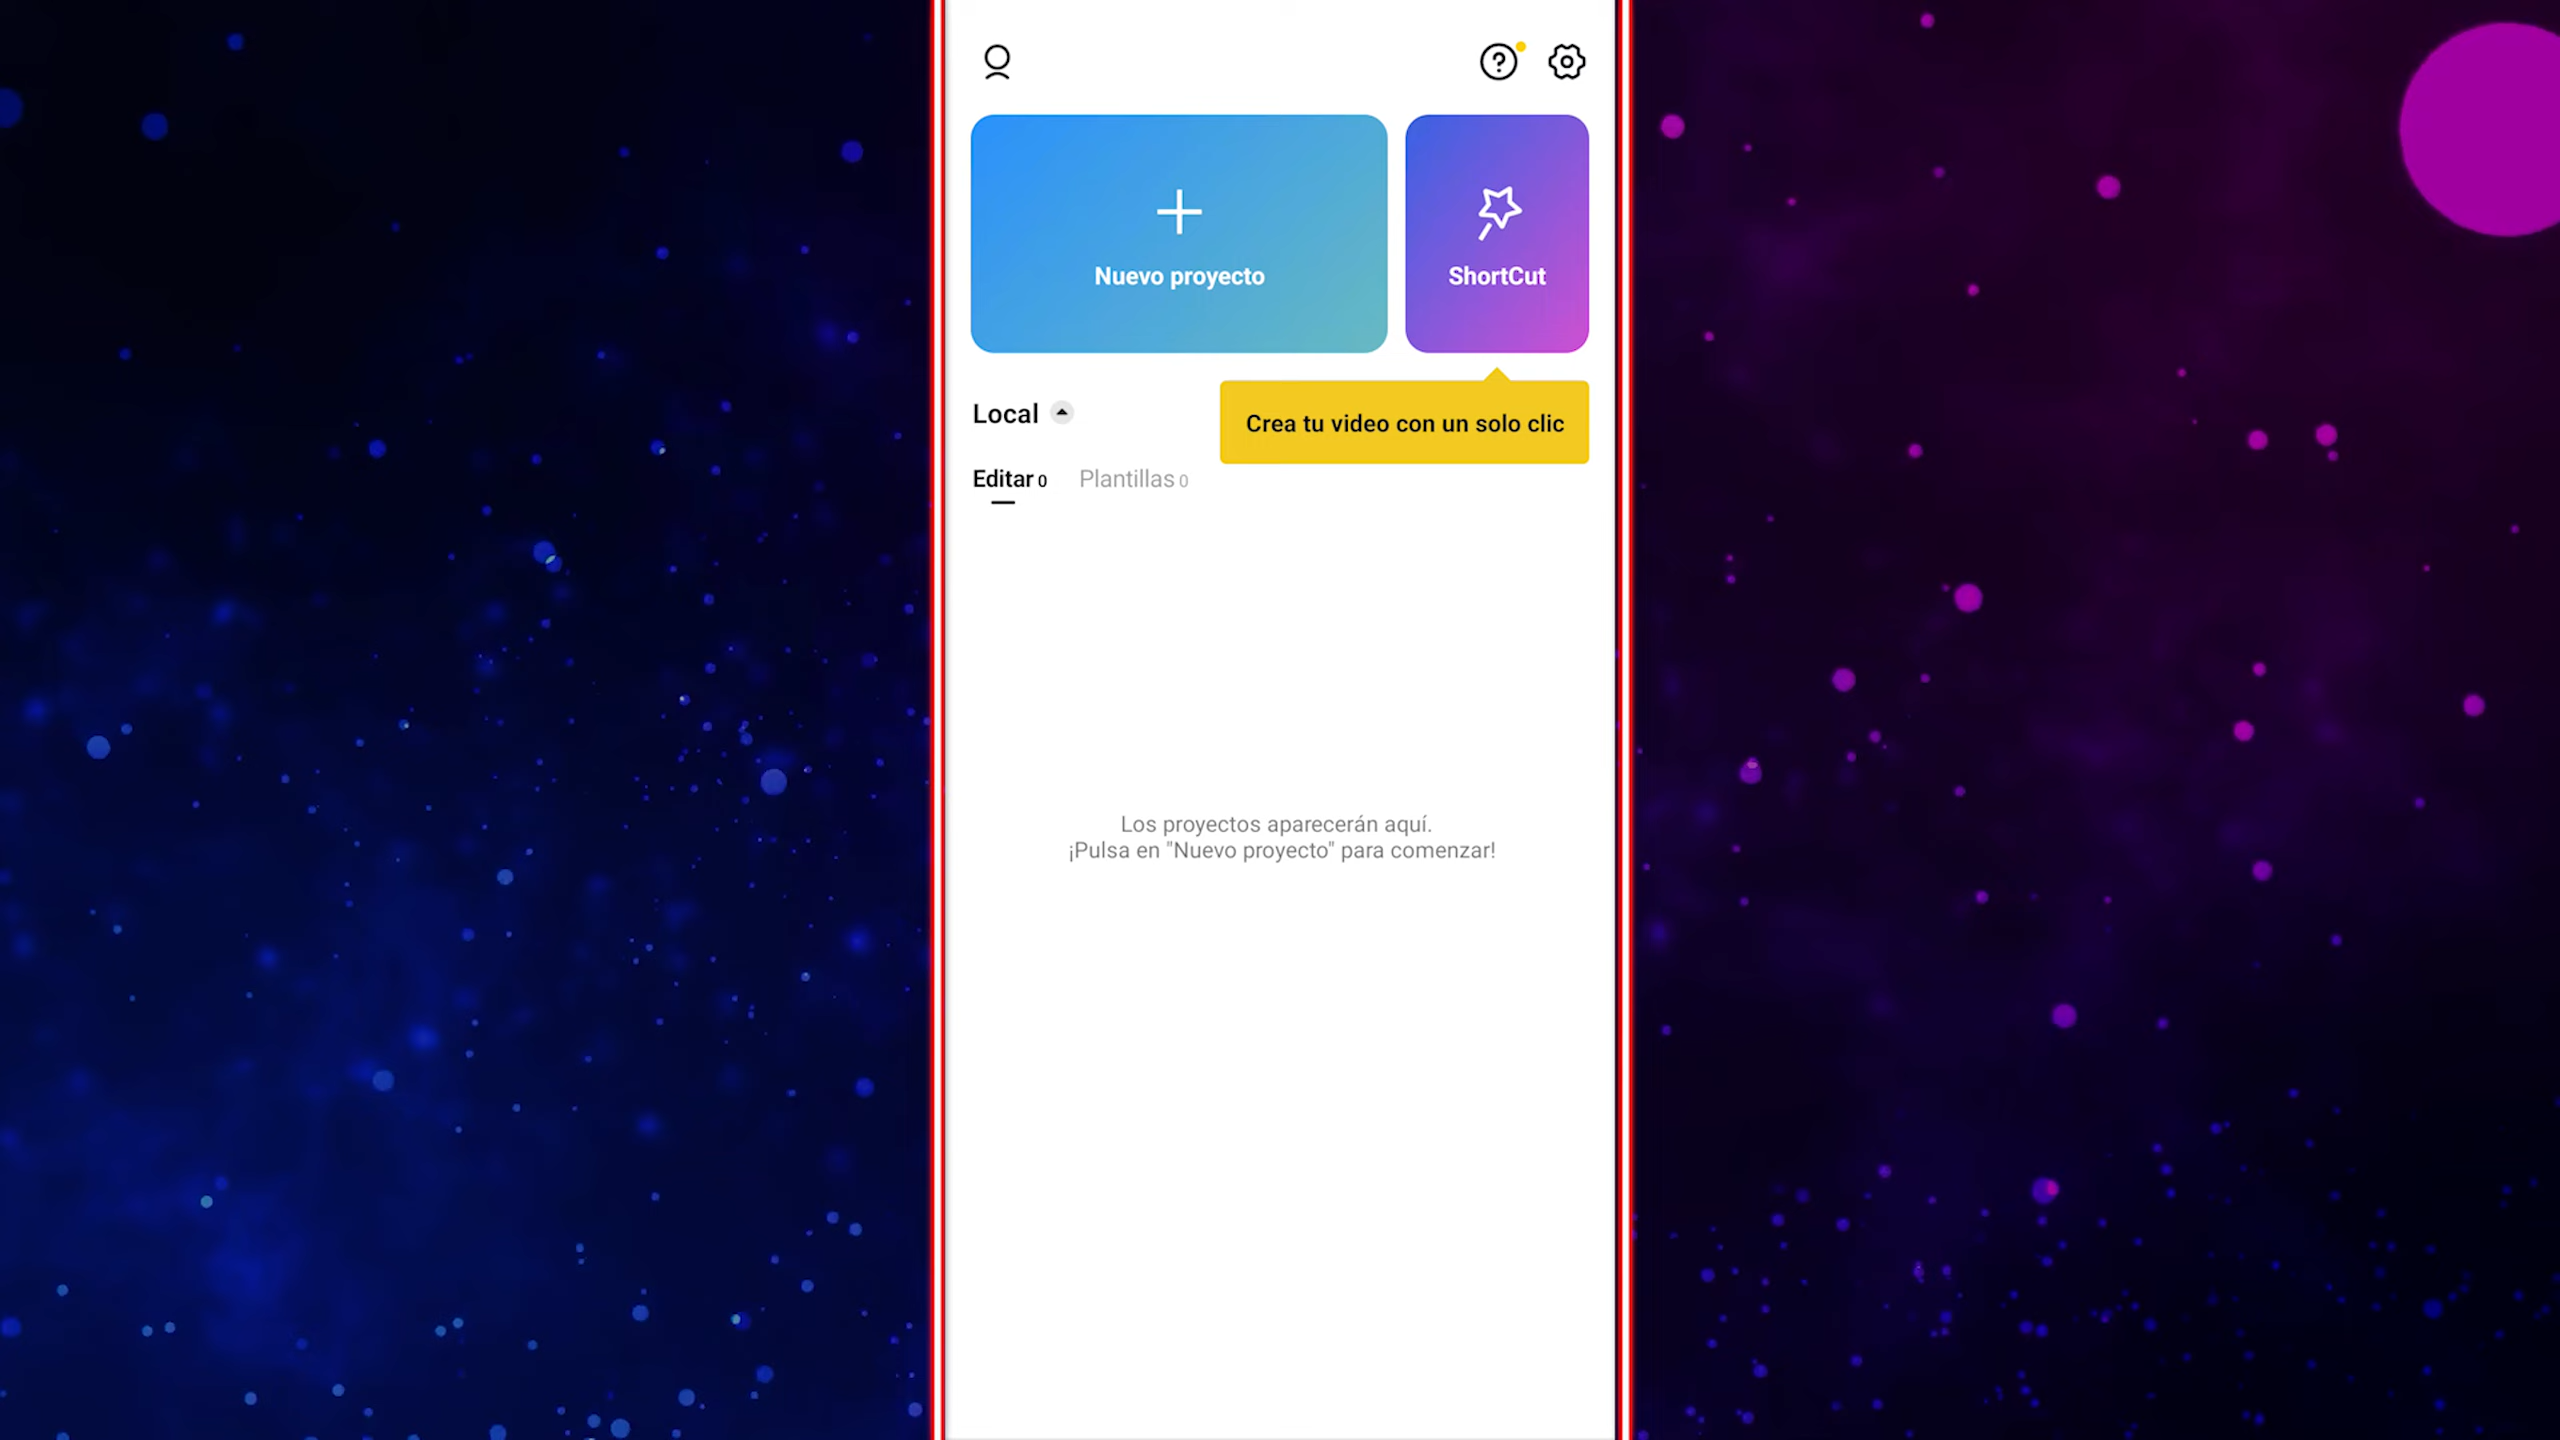 Nuevo proyecto
ShortCut
Local
Crea tu video con un solo clic
Editar 0
Plantillas 0
Los proyectos aparecerán aquí.
¡Pulsa en "Nuevo proyecto" para comenzar!